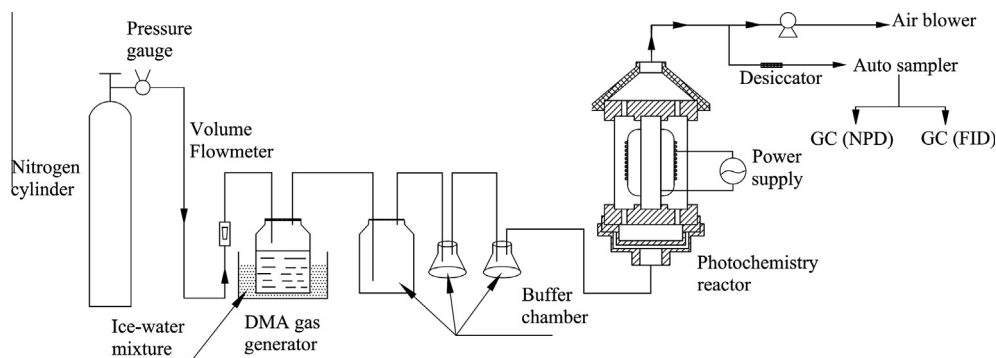 Pressure
gauge
Air blower
Desiccator
Auto sampler
Volume
Flowmeter
GC (NPD)
GC (FID)
Nitrogen
cylinder
Power
supply
Photochemistry
reactor
Buffer
chamber
Ice-water
mixture
DMA gas
generator